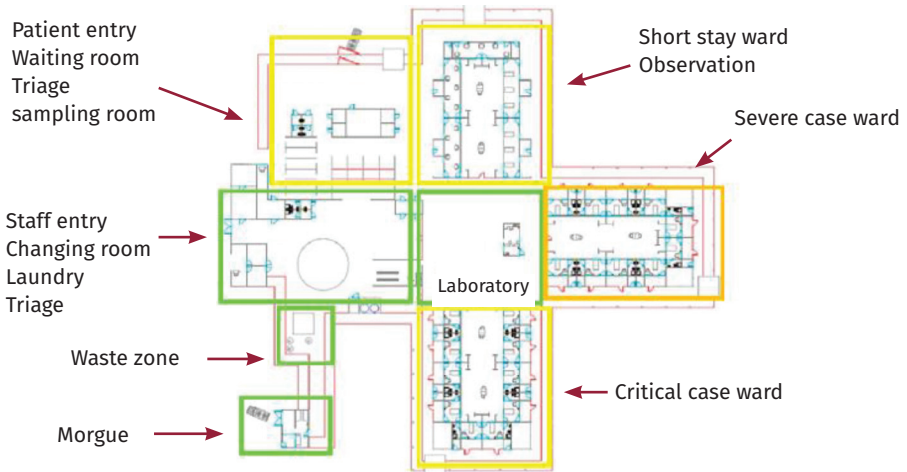 Patient entry
Waiting room
Triage
sampling room
Short stay ward
Observation
Severe case ward
Staff entry
Changing room
Laundry
Triage
Laboratory
Waste zone
Critical case ward
Morgue